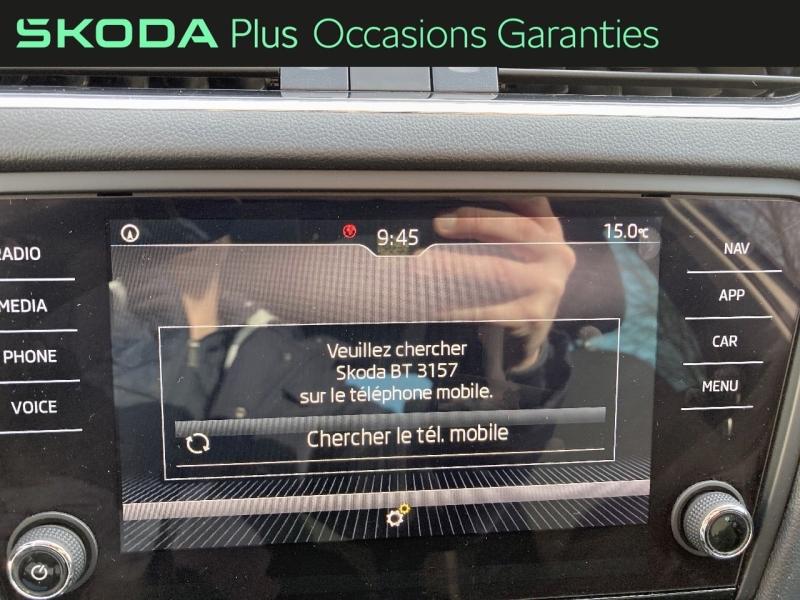 SKODA Plus Occasions Garanties
9:45
15.0°C
RADIO
MEDIA
PHONE
VOICE
Veuillez chercher
Skoda BT 3157
sur le téléphone mobile.
Chercher le tél. mobile
NAV
APP
CAR
MENU